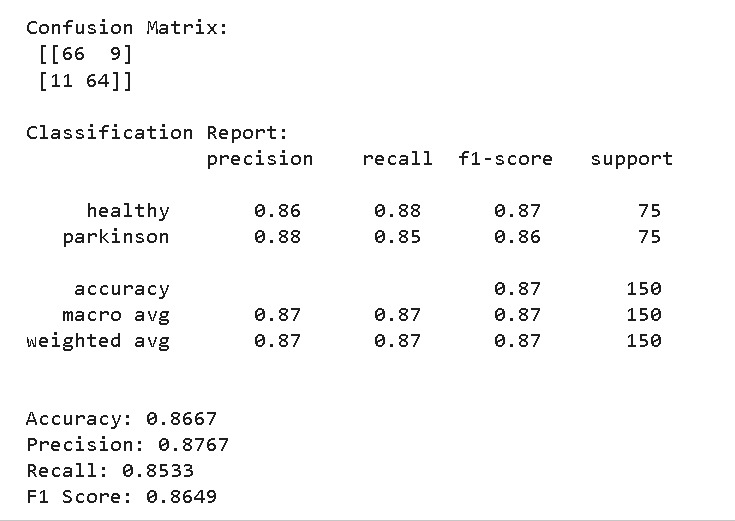 Confusion Matrix:
[[66  9]
[11 64]]
Classification Report:
precision    recall  f1-score   support
healthy       0.86      0.88      0.87        75
parkinson       0.88      0.85      0.86        75
accuracy                           0.87       150
macro avg       0.87      0.87      0.87       150
weighted avg       0.87      0.87      0.87       150
Accuracy: 0.8667
Precision: 0.8767
Recall: 0.8533
F1 Score: 0.8649